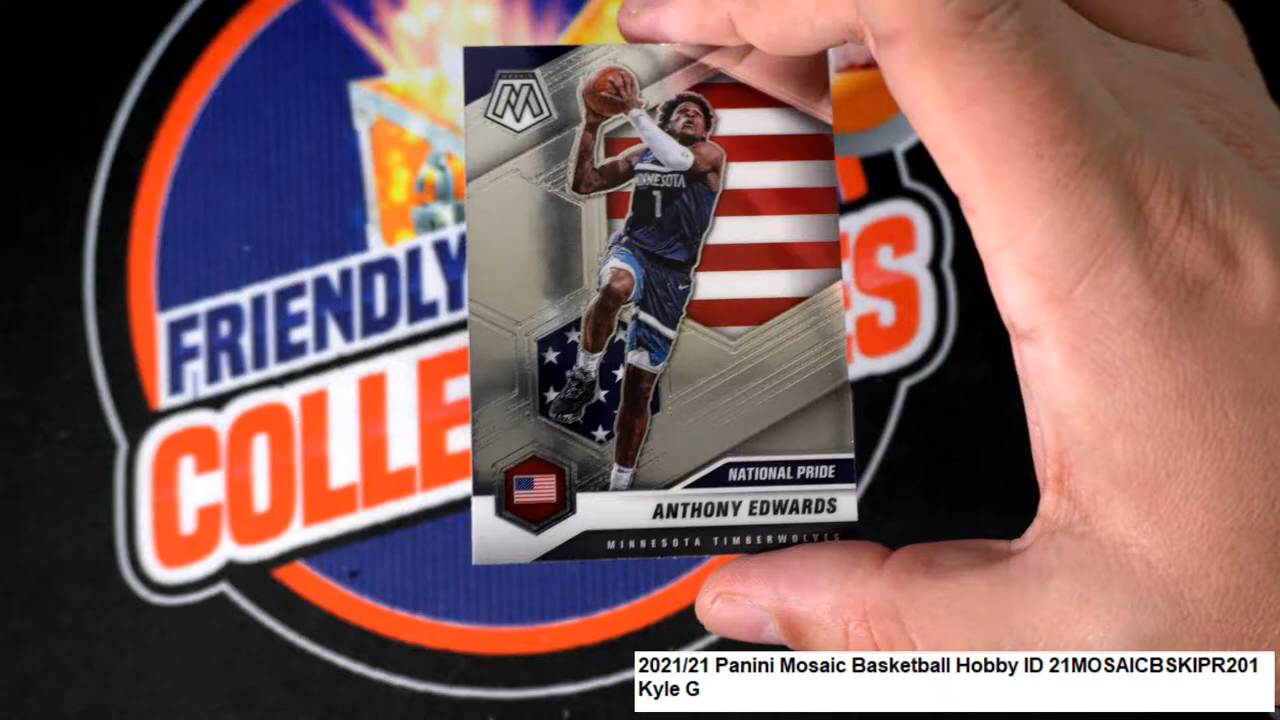 MOSAIC
M
MINNESOTA
1
FRIENDLY
COLLE
ES
NATIONAL PRIDE
ANTHONY EDWARDS
MINNESOTA TIMBERWOLVES
2021/21 Panini Mosaic Basketball Hobby ID 21MOSAICBSKIPR201
Kyle G